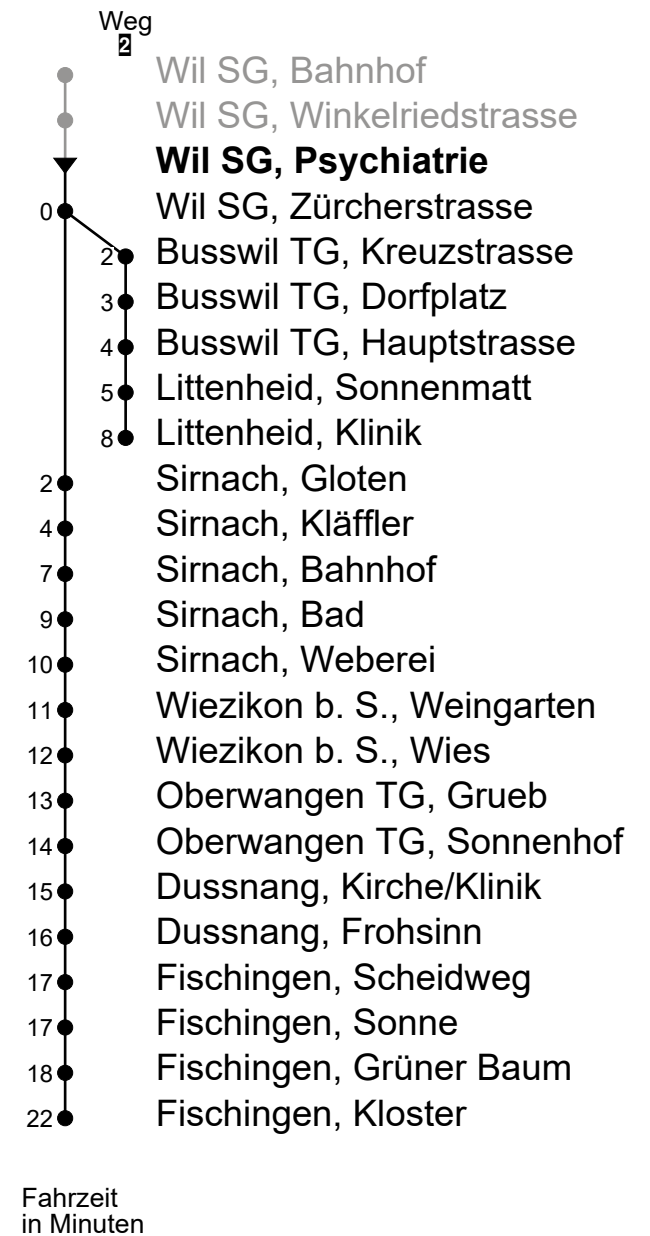 Weg
2
Wil SG, Bahnhof
Wil SG, Winkelriedstrasse
Wil SG, Psychiatrie
0 Wil SG, Zürcherstrasse
2 Busswil TG, Kreuzstrasse
3 Busswil TG, Dorfplatz
4 Busswil TG, Hauptstrasse
5 Littenheid, Sonnenmatt
8 Littenheid, Klinik
2 Sirnach, Gloten
4 Sirnach, Kläffler
7 Sirnach, Bahnhof
9 Sirnach, Bad
10 Sirnach, Weberei
11 Wiezikon b. S., Weingarten
12 Wiezikon b. S., Wies
13 Oberwangen TG, Grueb
14 Oberwangen TG, Sonnenhof
15 Dussnang, Kirche/Klinik
16 Dussnang, Frohsinn
17 Fischingen, Scheidweg
17 Fischingen, Sonne
18 Fischingen, Grüner Baum
22 Fischingen, Kloster
Fahrzeit
in Minuten